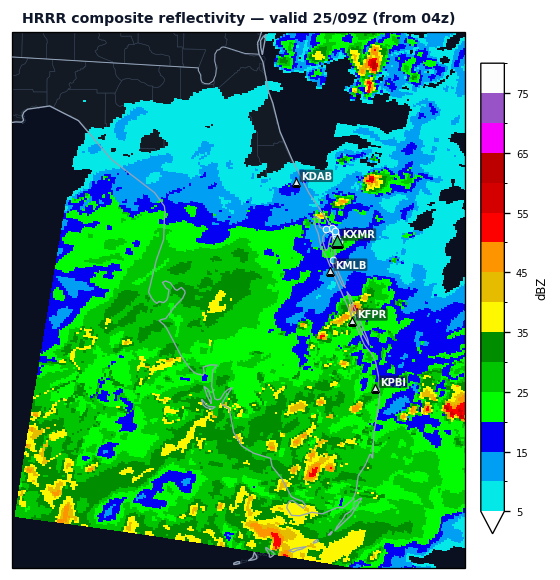 HRRR composite reflectivity — valid 25/09Z (from 04z)
KDAB
KXMR
KMLB
KFPR
KPBI
75
65
55
45
35
25
15
5
dBZ